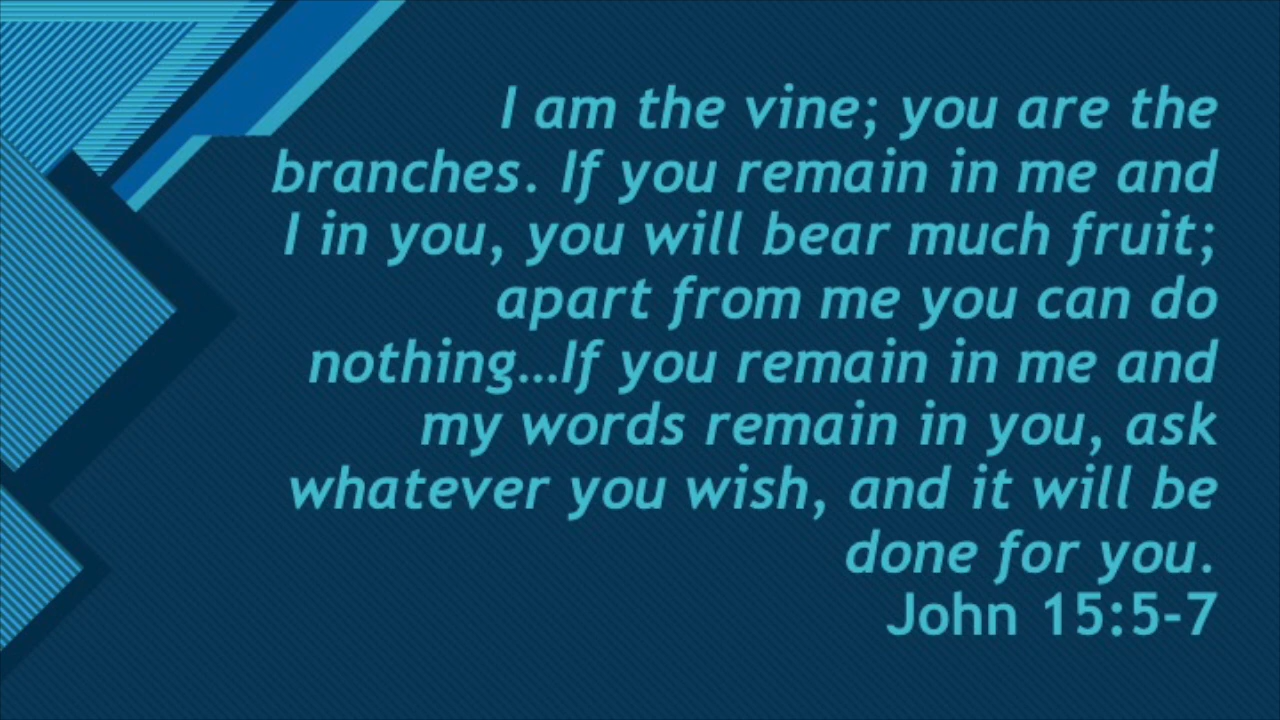 I am the vine; you are the
branches. If you remain in me and
I in you, you will bear much fruit;
apart from me you can do
nothing…If you remain in me and
my words remain in you, ask
whatever you wish, and it will be
done for you.
John 15:5-7